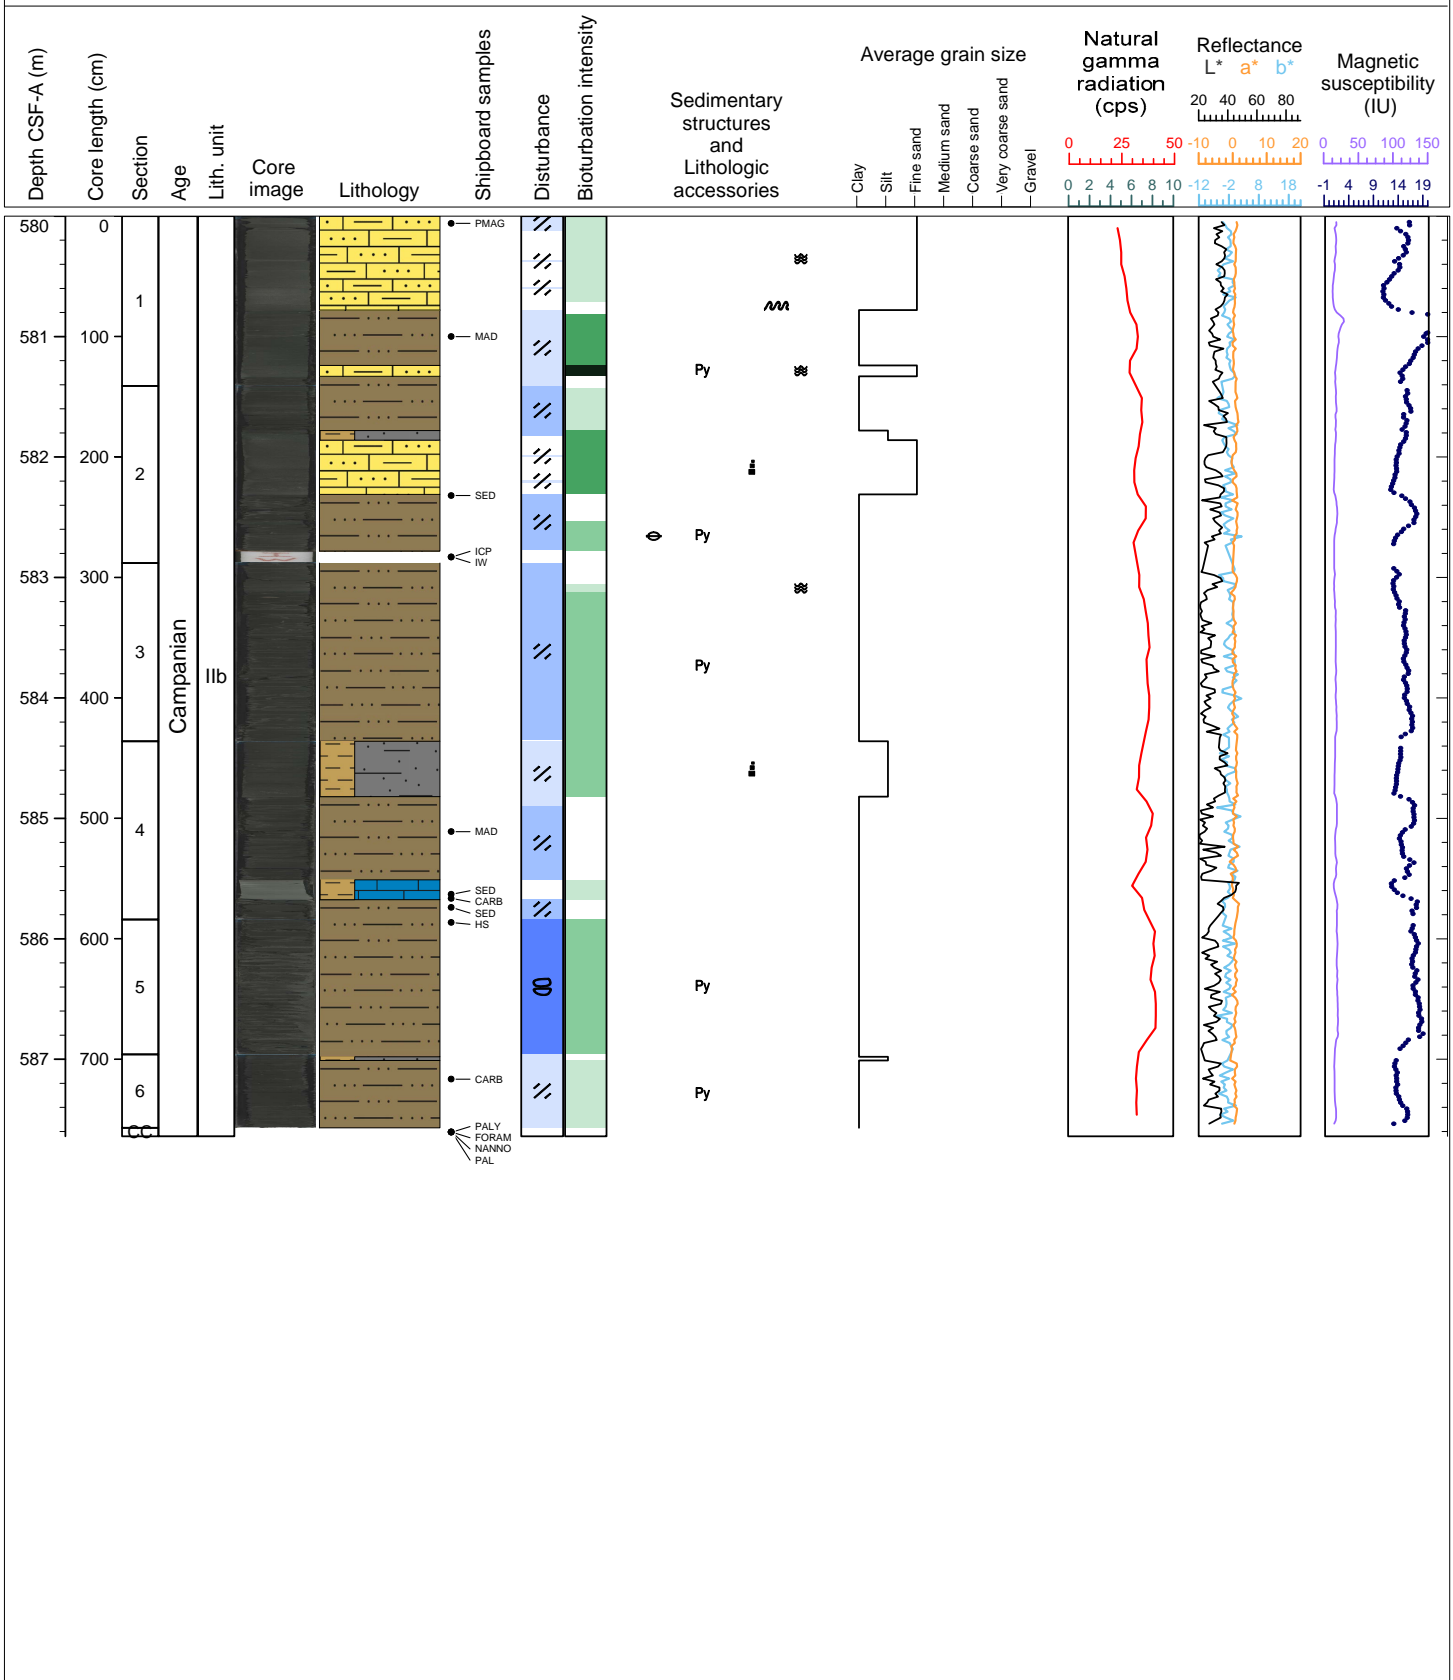 Depth CSF-A (m)
Core length (cm)
Section
Age
Lith. unit
Core
image
Lithology
Shipboard samples
Disturbance
Bioturbation intensity
Sedimentary
structures
and
Lithologic
accessories
Average grain size
Clay
Silt
Fine sand
Medium sand
Coarse sand
Very coarse sand
Gravel
Natural
gamma
radiation
(cps)
0 25 50
0 2 4 6 8 10
Reflectance
L* a* b*
20 40 60 80
-10 0 10 20
-12 -2 8 18
Magnetic
susceptibility
(IU)
0 50 100 150
-1 4 9 14 19
580 0
PMAG
1
581 100
MAD
Py
582 200
2
SED
Py
ICP
IW
583 300
3
Py
Campanian
IIb
584 400
585 500
4
MAD
SED
CARB
SED
HS
586 600
5
Py
587 700
6
CARB
Py
CC
PALY
FORAM
NANNO
PAL